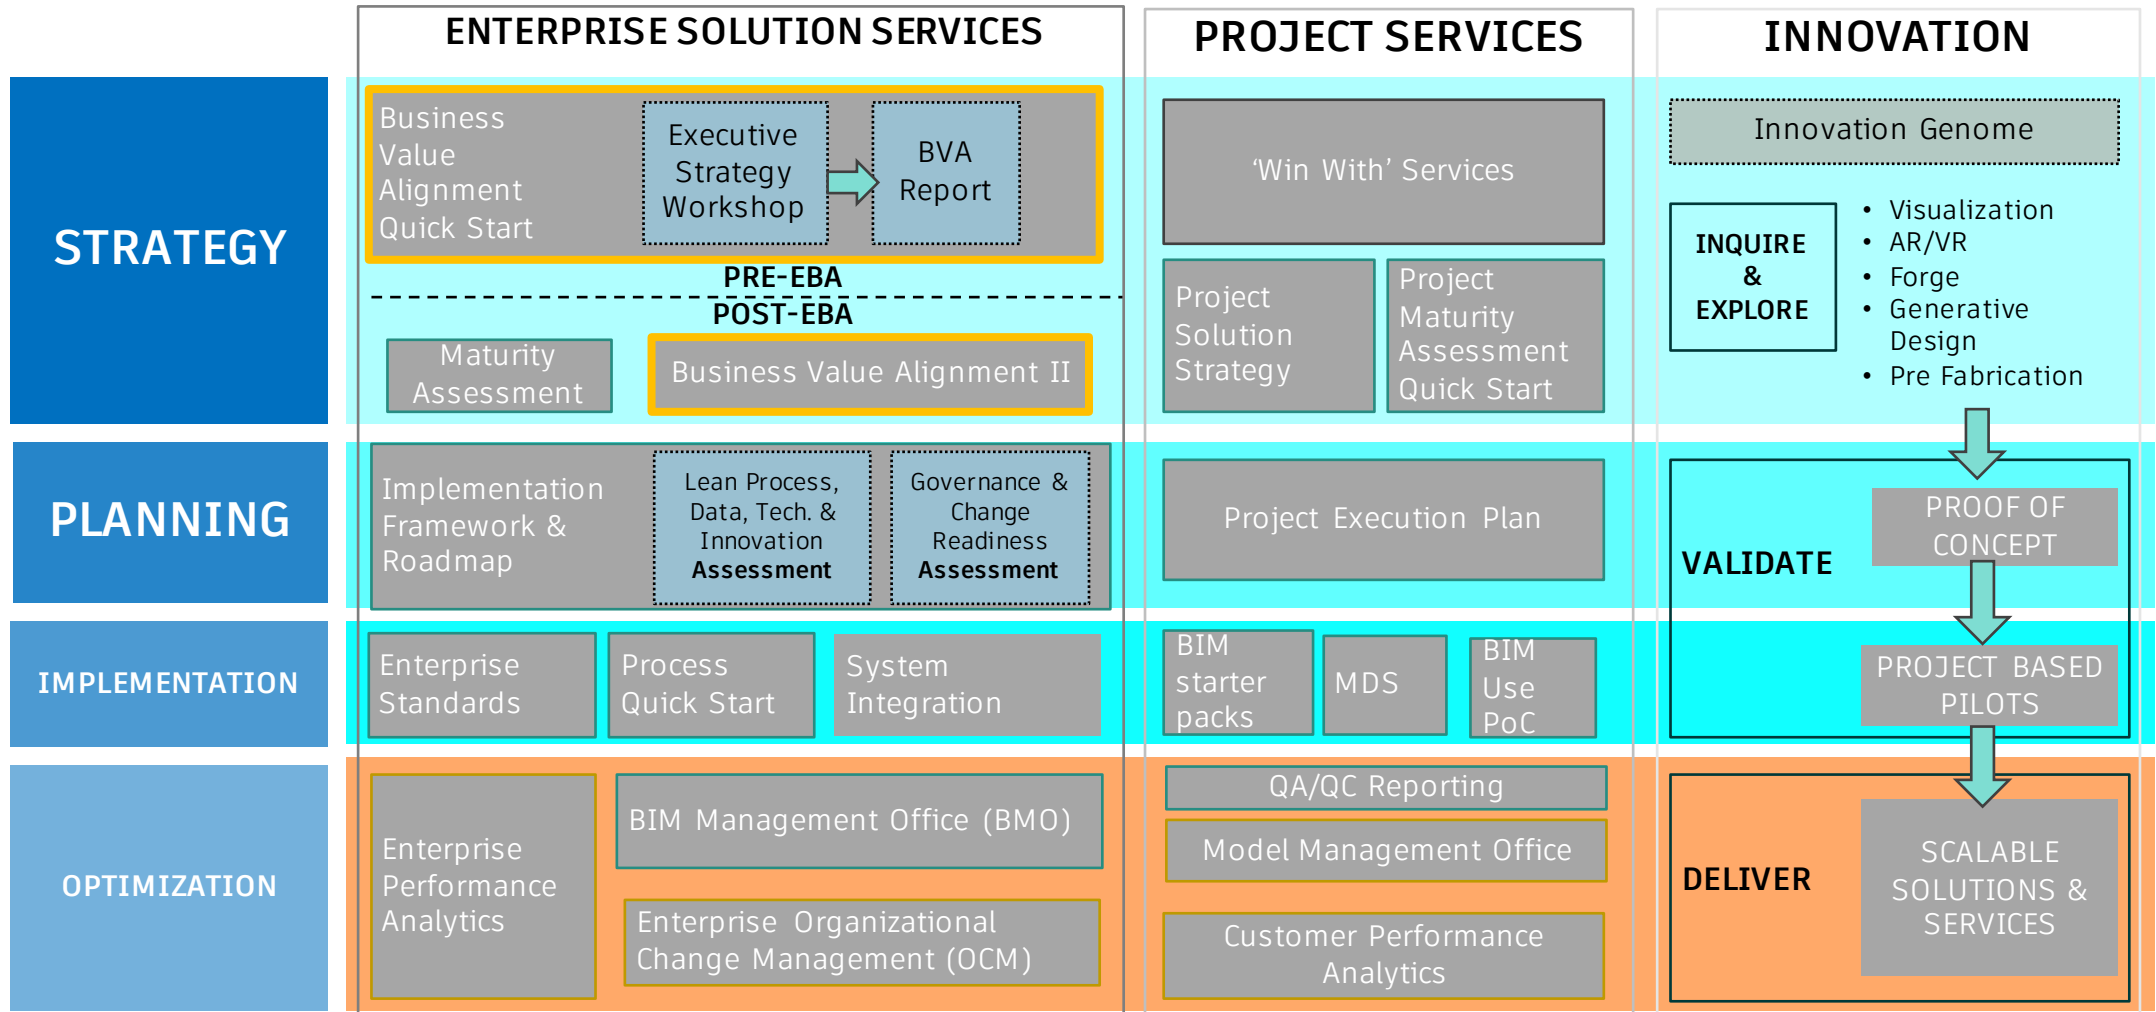 ENTERPRISE SOLUTION SERVICES
PROJECT SERVICES
INNOVATION
STRATEGY
Business
Value
Alignment
Quick Start
Executive
Strategy
Workshop
BVA
Report
PRE-EBA
POST-EBA
Maturity
Assessment
Business Value Alignment II
‘Win With’ Services
Project
Solution
Strategy
Project
Maturity
Assessment
Quick Start
Innovation Genome
INQUIRE
&
EXPLORE
• Visualization
• AR/VR
• Forge
• Generative
Design
• Pre Fabrication
PLANNING
Implementation
Framework &
Roadmap
Lean Process,
Data, Tech. &
Innovation
Assessment
Governance &
Change
Readiness
Assessment
Project Execution Plan
VALIDATE
PROOF OF
CONCEPT
IMPLEMENTATION
Enterprise
Standards
Process
Quick Start
System
Integration
BIM
starter
packs
MDS
BIM
Use
PoC
PROJECT BASED
PILOTS
OPTIMIZATION
Enterprise
Performance
Analytics
BIM Management Office (BMO)
Enterprise Organizational
Change Management (OCM)
QA/QC Reporting
Model Management Office
Customer Performance
Analytics
DELIVER
SCALABLE
SOLUTIONS &
SERVICES